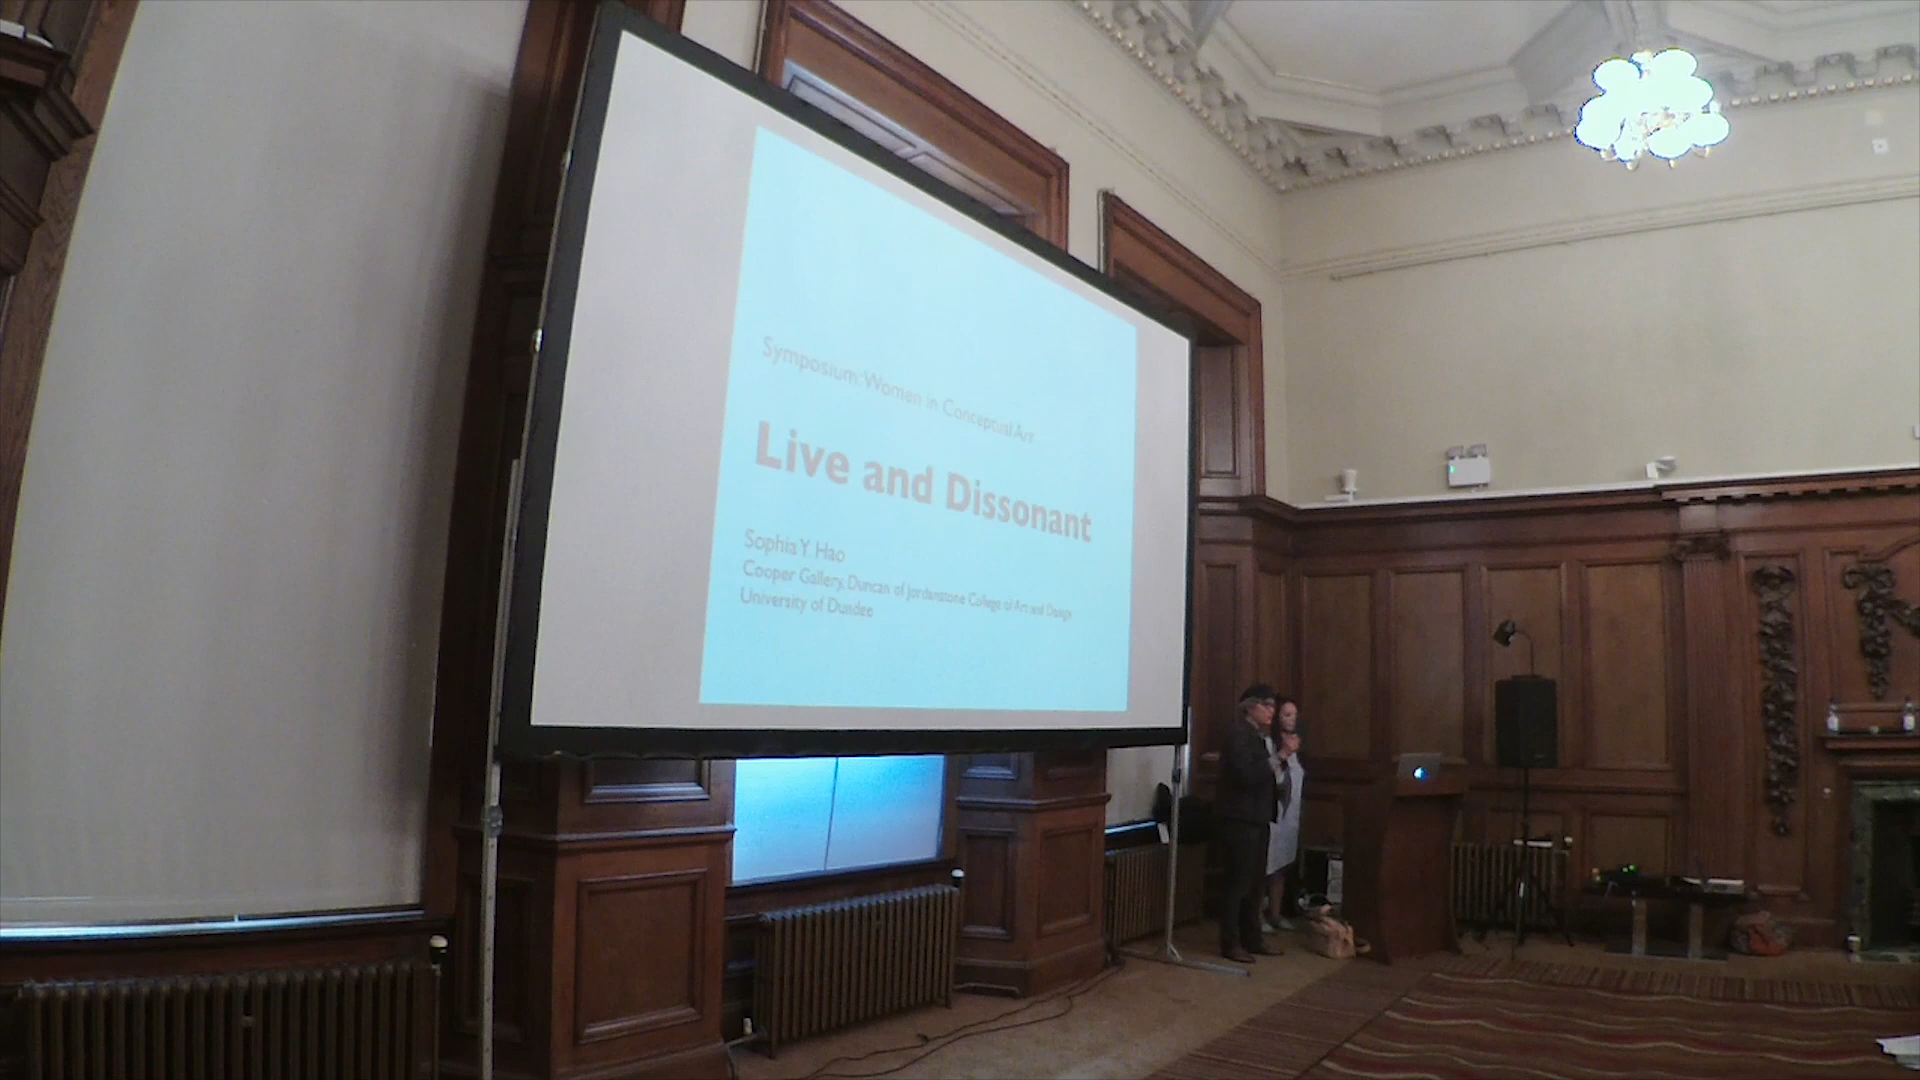 Symposium: Women in Conceptual Art
Live and Dissonant
Sophia Y. Hao
Cooper Gallery, Duncan of Jordanstone College of Art and Design
University of Dundee